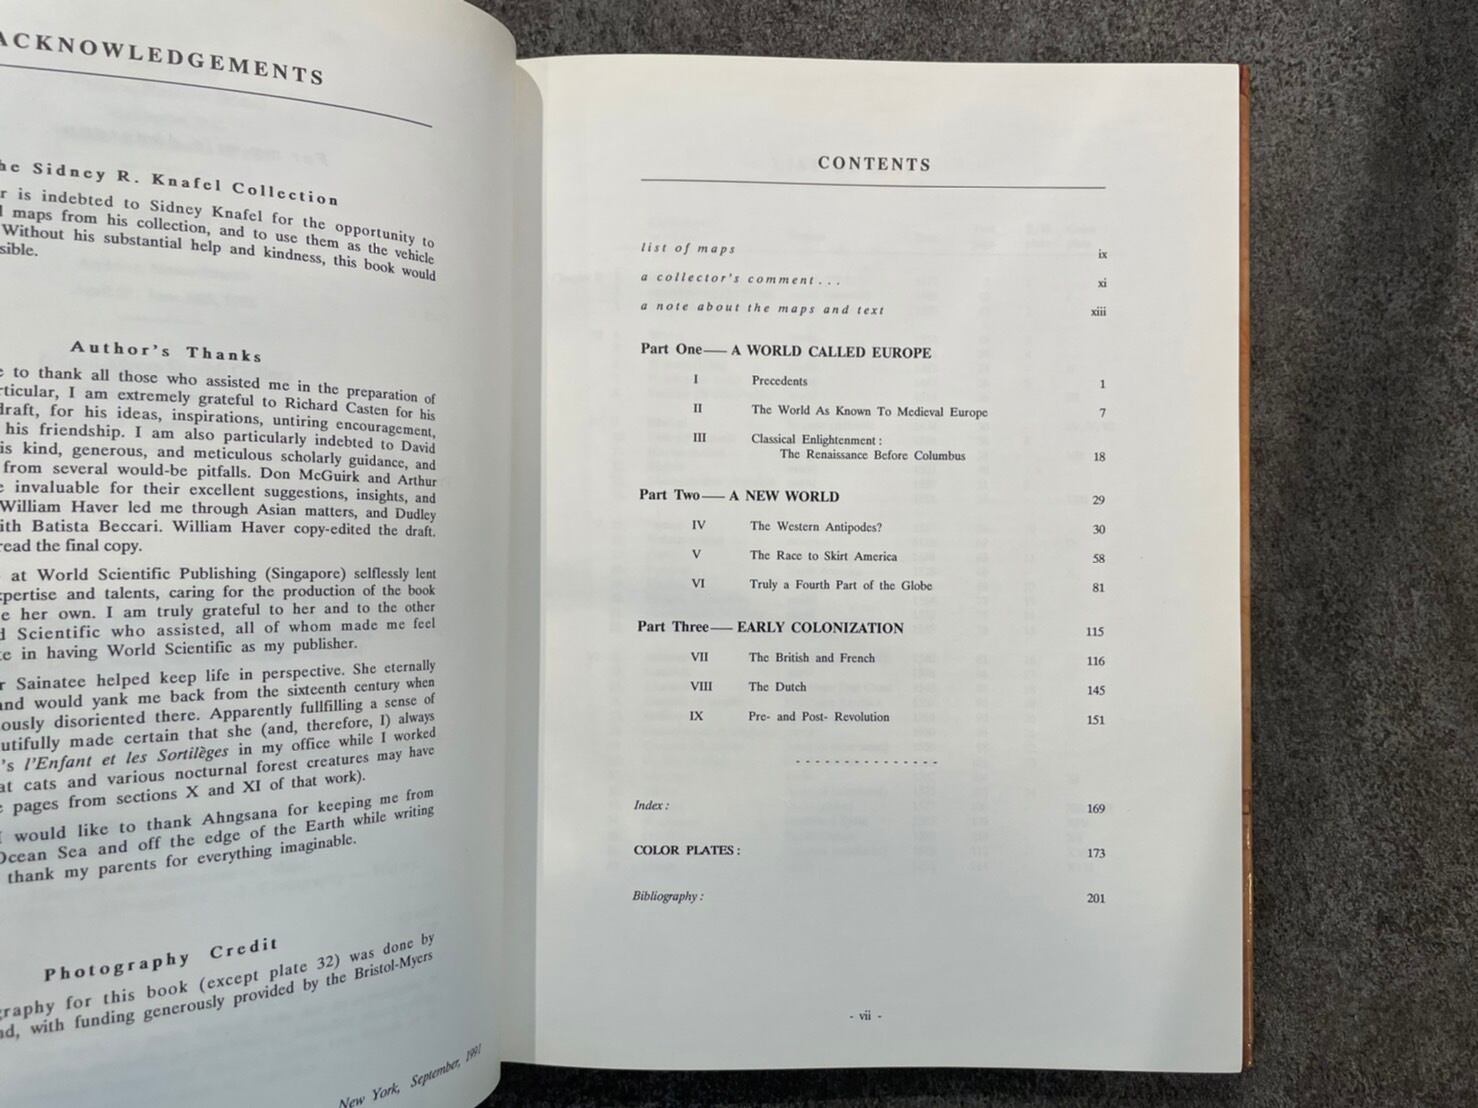 ACKNOWLEDGEMENTS
he Sidney R. Knafel Collection
r is indebted to Sidney Knafel for the opportunity to
l maps from his collection, and to use them as the vehicle
Without his substantial help and kindness, this book would
sible.
Author's Thanks
e to thank all those who assisted me in the preparation of
rticular, I am extremely grateful to Richard Casten for his
draft, for his ideas, inspirations, untiring encouragement,
his friendship. I am also particularly indebted to David
is kind, generous, and meticulous scholarly guidance, and
from several would-be pitfalls. Don McGuirk and Arthur
e invaluable for their excellent suggestions, insights, and
William Haver led me through Asian matters, and Dudley
ith Batista Beccari. William Haver copy-edited the draft.
read the final copy.
at World Scientific Publishing (Singapore) selflessly lent
pertise and talents, caring for the production of the book
e her own. I am truly grateful to her and to the other
d Scientific who assisted, all of whom made me feel
te in having World Scientific as my publisher.
r Sainatee helped keep life in perspective. She eternally
and would yank me back from the sixteenth century when
ously disoriented there. Apparently fullfilling a sense of
utifully made certain that she (and, therefore, I) always
's l'Enfant et les Sortilèges in my office while I worked
at cats and various nocturnal forest creatures may have
e pages from sections X and XI of that work).
I would like to thank Ahngsana for keeping me from
Ocean Sea and off the edge of the Earth while writing
thank my parents for everything imaginable.
Photography Credit
graphy for this book (except plate 32) was done by
nd, with funding generously provided by the Bristol-Myers
New York, September, 1991
CONTENTS
list of maps ix
a collector's comment... xi
a note about the maps and text xiii
Part One— A WORLD CALLED EUROPE
I Precedents 1
II The World As Known To Medieval Europe 7
III Classical Enlightenment :
The Renaissance Before Columbus 18
Part Two— A NEW WORLD 29
IV The Western Antipodes? 30
V The Race to Skirt America 58
VI Truly a Fourth Part of the Globe 81
Part Three— EARLY COLONIZATION 115
VII The British and French 116
VIII The Dutch 145
IX Pre- and Post- Revolution 151
- - - - - - - - - - - - - - -
Index : 169
COLOR PLATES : 173
Bibliography : 201
- vii -